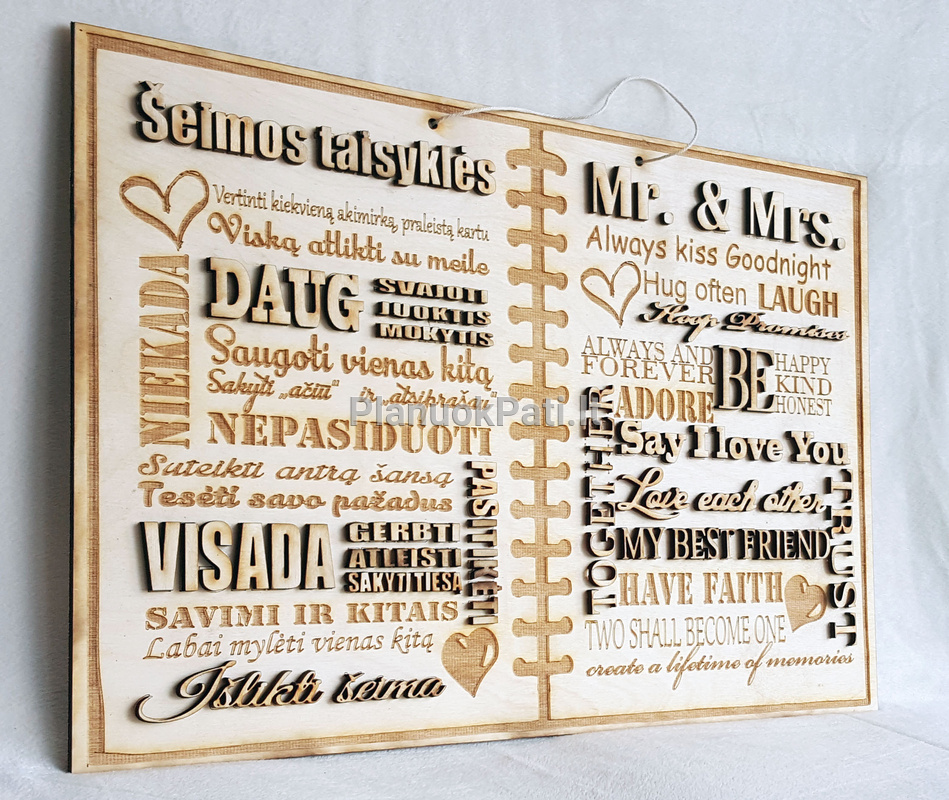 Šeimos taisyklės
Vertinti kiekvieną akimirką, praleistą kartu
Viską atlikti su meile
NIEKADA
DAUG
SVAJOTI
JUOKTIS
MOKYTIS
Saugoti vienas kitą
Sakyti „ačiū“ ir „atsiprašau“
NEPASIDUOTI
Suteikti antrą šansą
Tesėti savo pažadus
PASITIKĖTI
VISADA
GERBTI
ATLEISTI
SAKYTI TIESĄ
SAVIMI IR KITAIS
Labai mylėti vienas kitą
Išlikti šeima
Mr. & Mrs.
Always kiss Goodnight
Hug often LAUGH
Keep Promises
ALWAYS AND
FOREVER
BE
HAPPY
KIND
HONEST
ADORE
TOGETHER
Say I love You
Love each other
TRUST
MY BEST FRIEND
HAVE FAITH
TWO SHALL BECOME ONE
create a lifetime of memories
PlanuokPati.lt